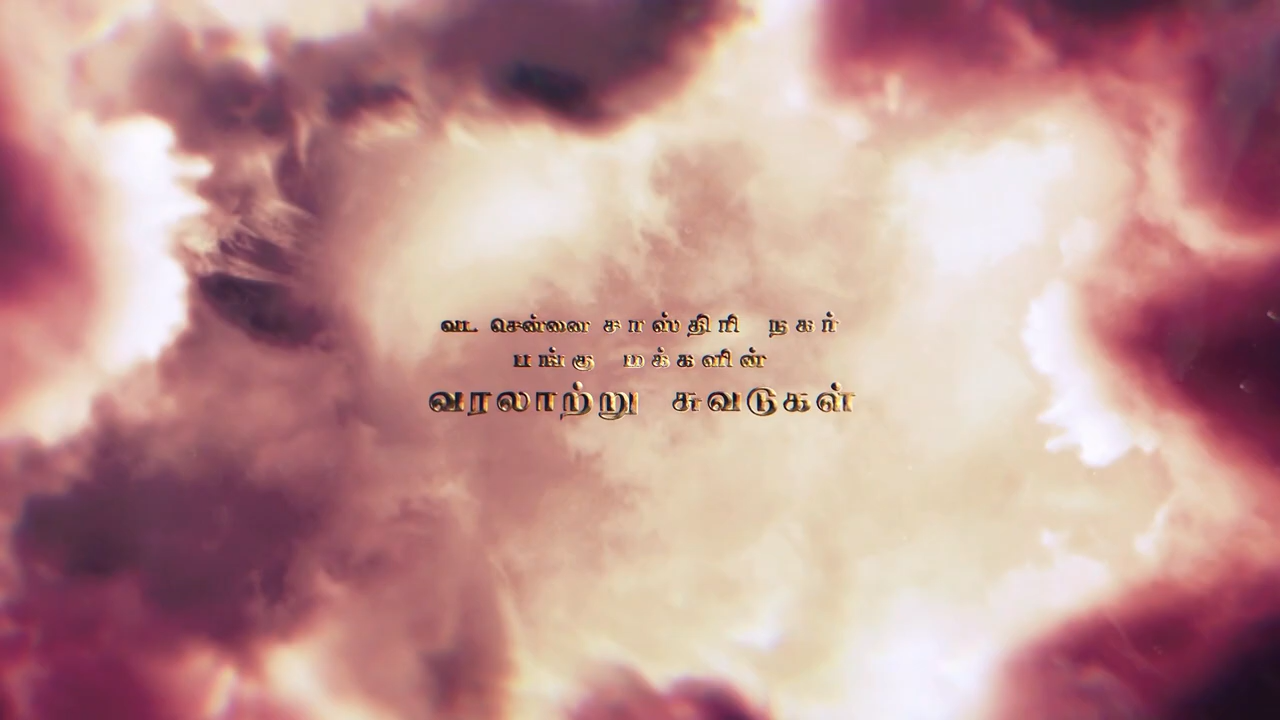 வட சென்னை சாஸ்திரி நகர்
பங்கு மக்களின்
வரலாற்று சுவடுகள்